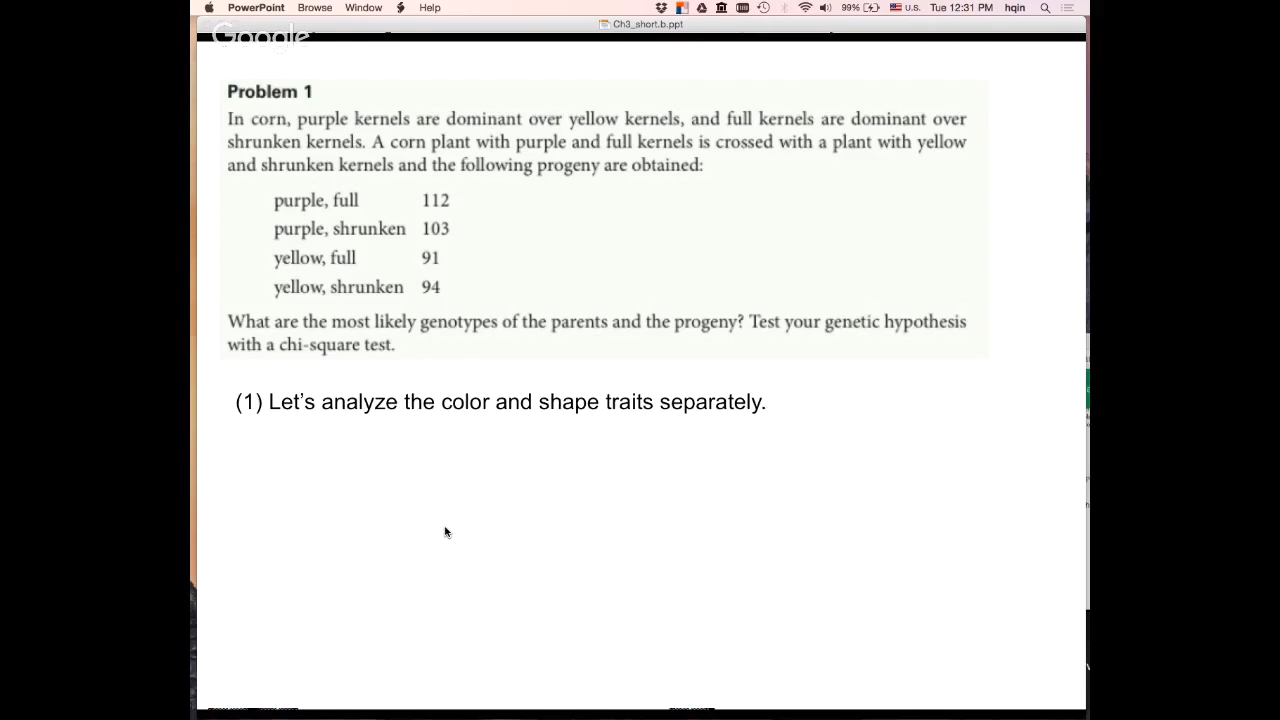 PowerPoint Browse Window Help 99% U.S. Tue 12:31 PM hqin
Ch3_short.b.ppt
Google
Problem 1
In corn, purple kernels are dominant over yellow kernels, and full kernels are dominant over
shrunken kernels. A corn plant with purple and full kernels is crossed with a plant with yellow
and shrunken kernels and the following progeny are obtained:
purple, full 112
purple, shrunken 103
yellow, full 91
yellow, shrunken 94
What are the most likely genotypes of the parents and the progeny? Test your genetic hypothesis
with a chi-square test.
(1) Let’s analyze the color and shape traits separately.